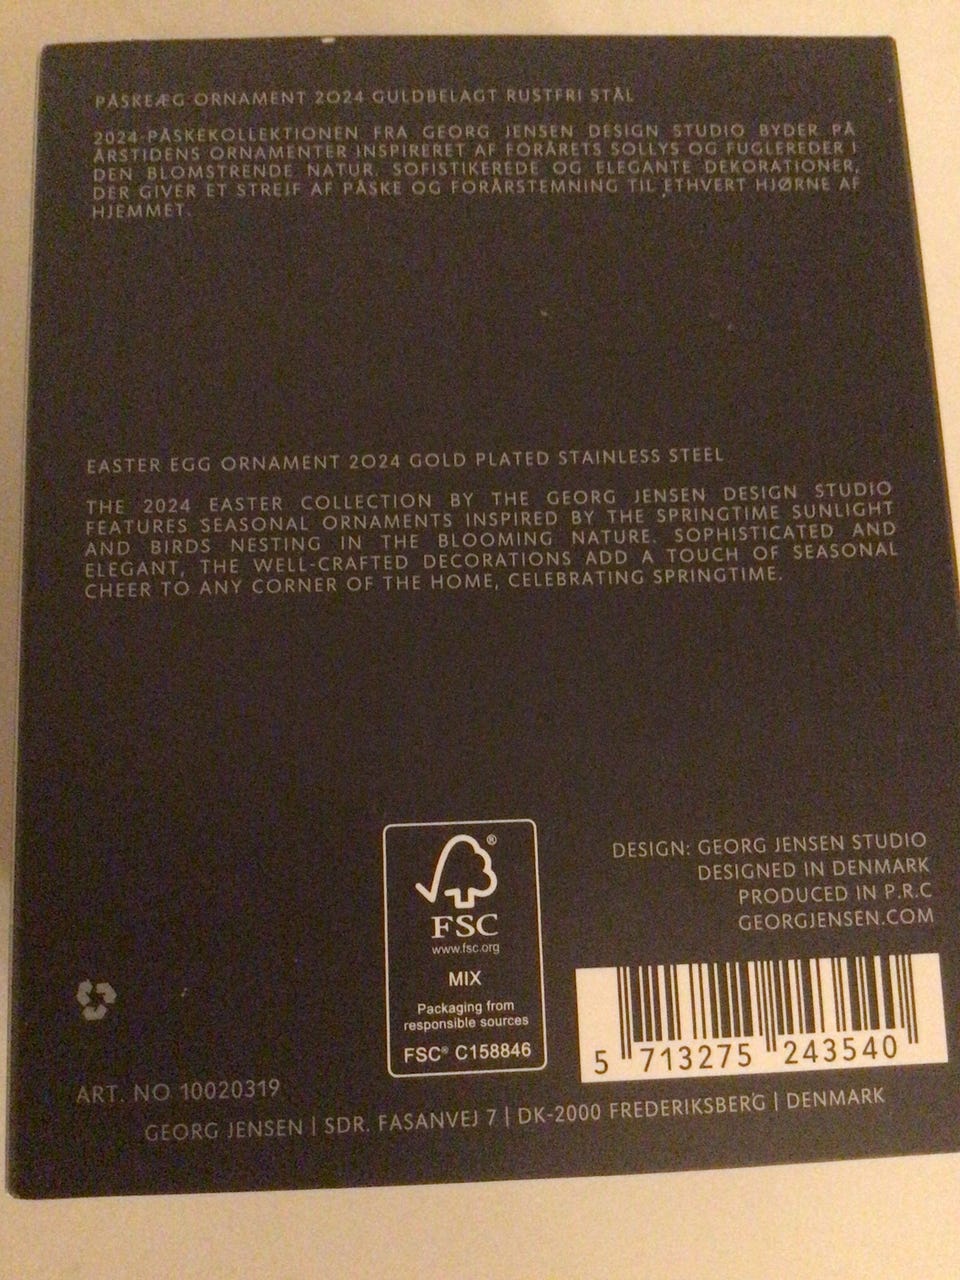 PÅSKEÆG ORNAMENT 2024 GULDBELAGT RUSTFRI STÅL
2024-PÅSKEKOLLEKTIONEN FRA GEORG JENSEN DESIGN STUDIO BYDER PÅ
ÅRSTIDENS ORNAMENTER INSPIRERET AF FORÅRETS SOLLYS OG FUGLEREDER I
DEN BLOMSTRENDE NATUR. SOFISTIKEREDE OG ELEGANTE DEKORATIONER,
DER GIVER ET STREJF AF PÅSKE OG FORÅRSTEMNING TIL ETHVERT HJØRNE AF
HJEMMET.
EASTER EGG ORNAMENT 2024 GOLD PLATED STAINLESS STEEL
THE 2024 EASTER COLLECTION BY THE GEORG JENSEN DESIGN STUDIO
FEATURES SEASONAL ORNAMENTS INSPIRED BY THE SPRINGTIME SUNLIGHT
AND BIRDS NESTING IN THE BLOOMING NATURE. SOPHISTICATED AND
ELEGANT, THE WELL-CRAFTED DECORATIONS ADD A TOUCH OF SEASONAL
CHEER TO ANY CORNER OF THE HOME, CELEBRATING SPRINGTIME.
®
FSC
www.fsc.org
MIX
Packaging from
responsible sources
FSC® C158846
DESIGN: GEORG JENSEN STUDIO
DESIGNED IN DENMARK
PRODUCED IN P.R.C
GEORGJENSEN.COM
5 713275 243540
ART. NO 10020319
GEORG JENSEN | SDR. FASANVEJ 7 | DK-2000 FREDERIKSBERG | DENMARK